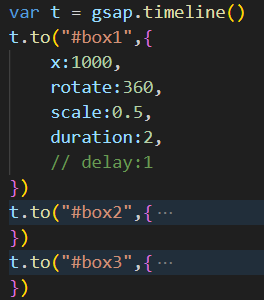 var t = gsap.timeline()
t.to("#box1",{
    x:1000,
    rotate:360,
    scale:0.5,
    duration:2,
    // delay:1
})
t.to("#box2",{ ···
})
t.to("#box3",{ ···
})